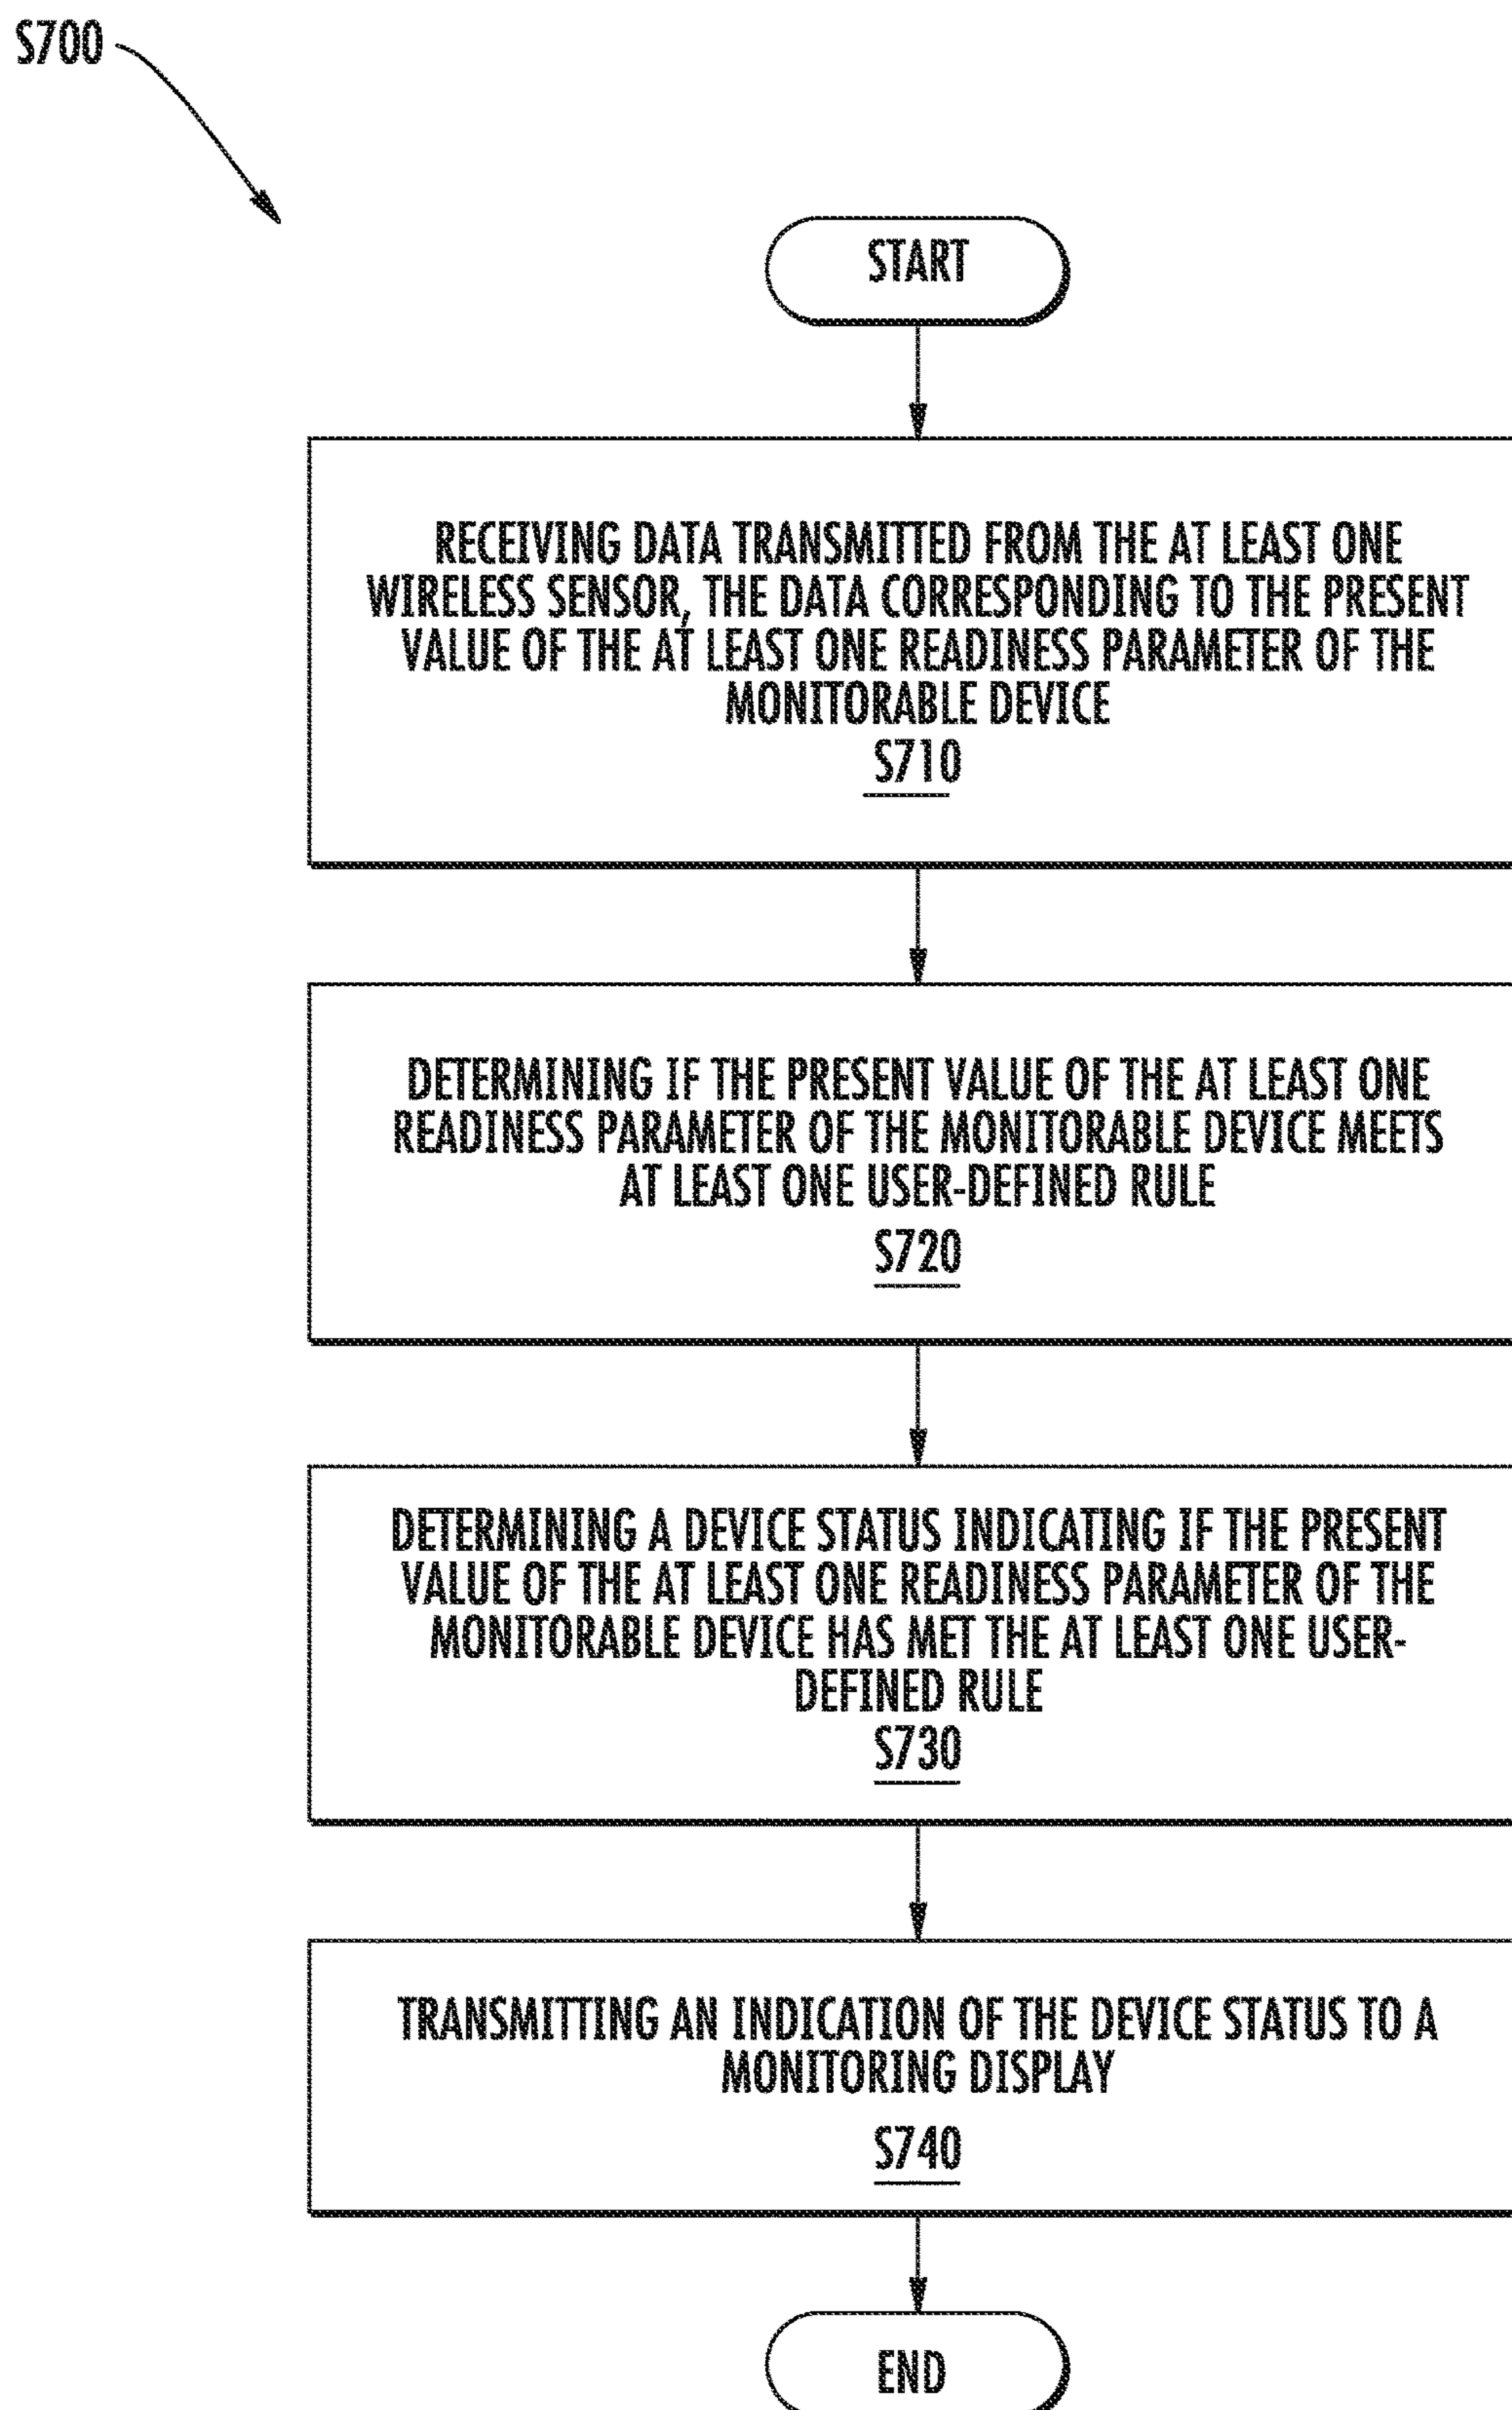 S700
START
RECEIVING DATA TRANSMITTED FROM THE AT LEAST ONE
WIRELESS SENSOR, THE DATA CORRESPONDING TO THE PRESENT
VALUE OF THE AT LEAST ONE READINESS PARAMETER OF THE
MONITORABLE DEVICE
S710
DETERMINING IF THE PRESENT VALUE OF THE AT LEAST ONE
READINESS PARAMETER OF THE MONITORABLE DEVICE MEETS
AT LEAST ONE USER-DEFINED RULE
S720
DETERMINING A DEVICE STATUS INDICATING IF THE PRESENT
VALUE OF THE AT LEAST ONE READINESS PARAMETER OF THE
MONITORABLE DEVICE HAS MET THE AT LEAST ONE USER-
DEFINED RULE
S730
TRANSMITTING AN INDICATION OF THE DEVICE STATUS TO A
MONITORING DISPLAY
S740
END